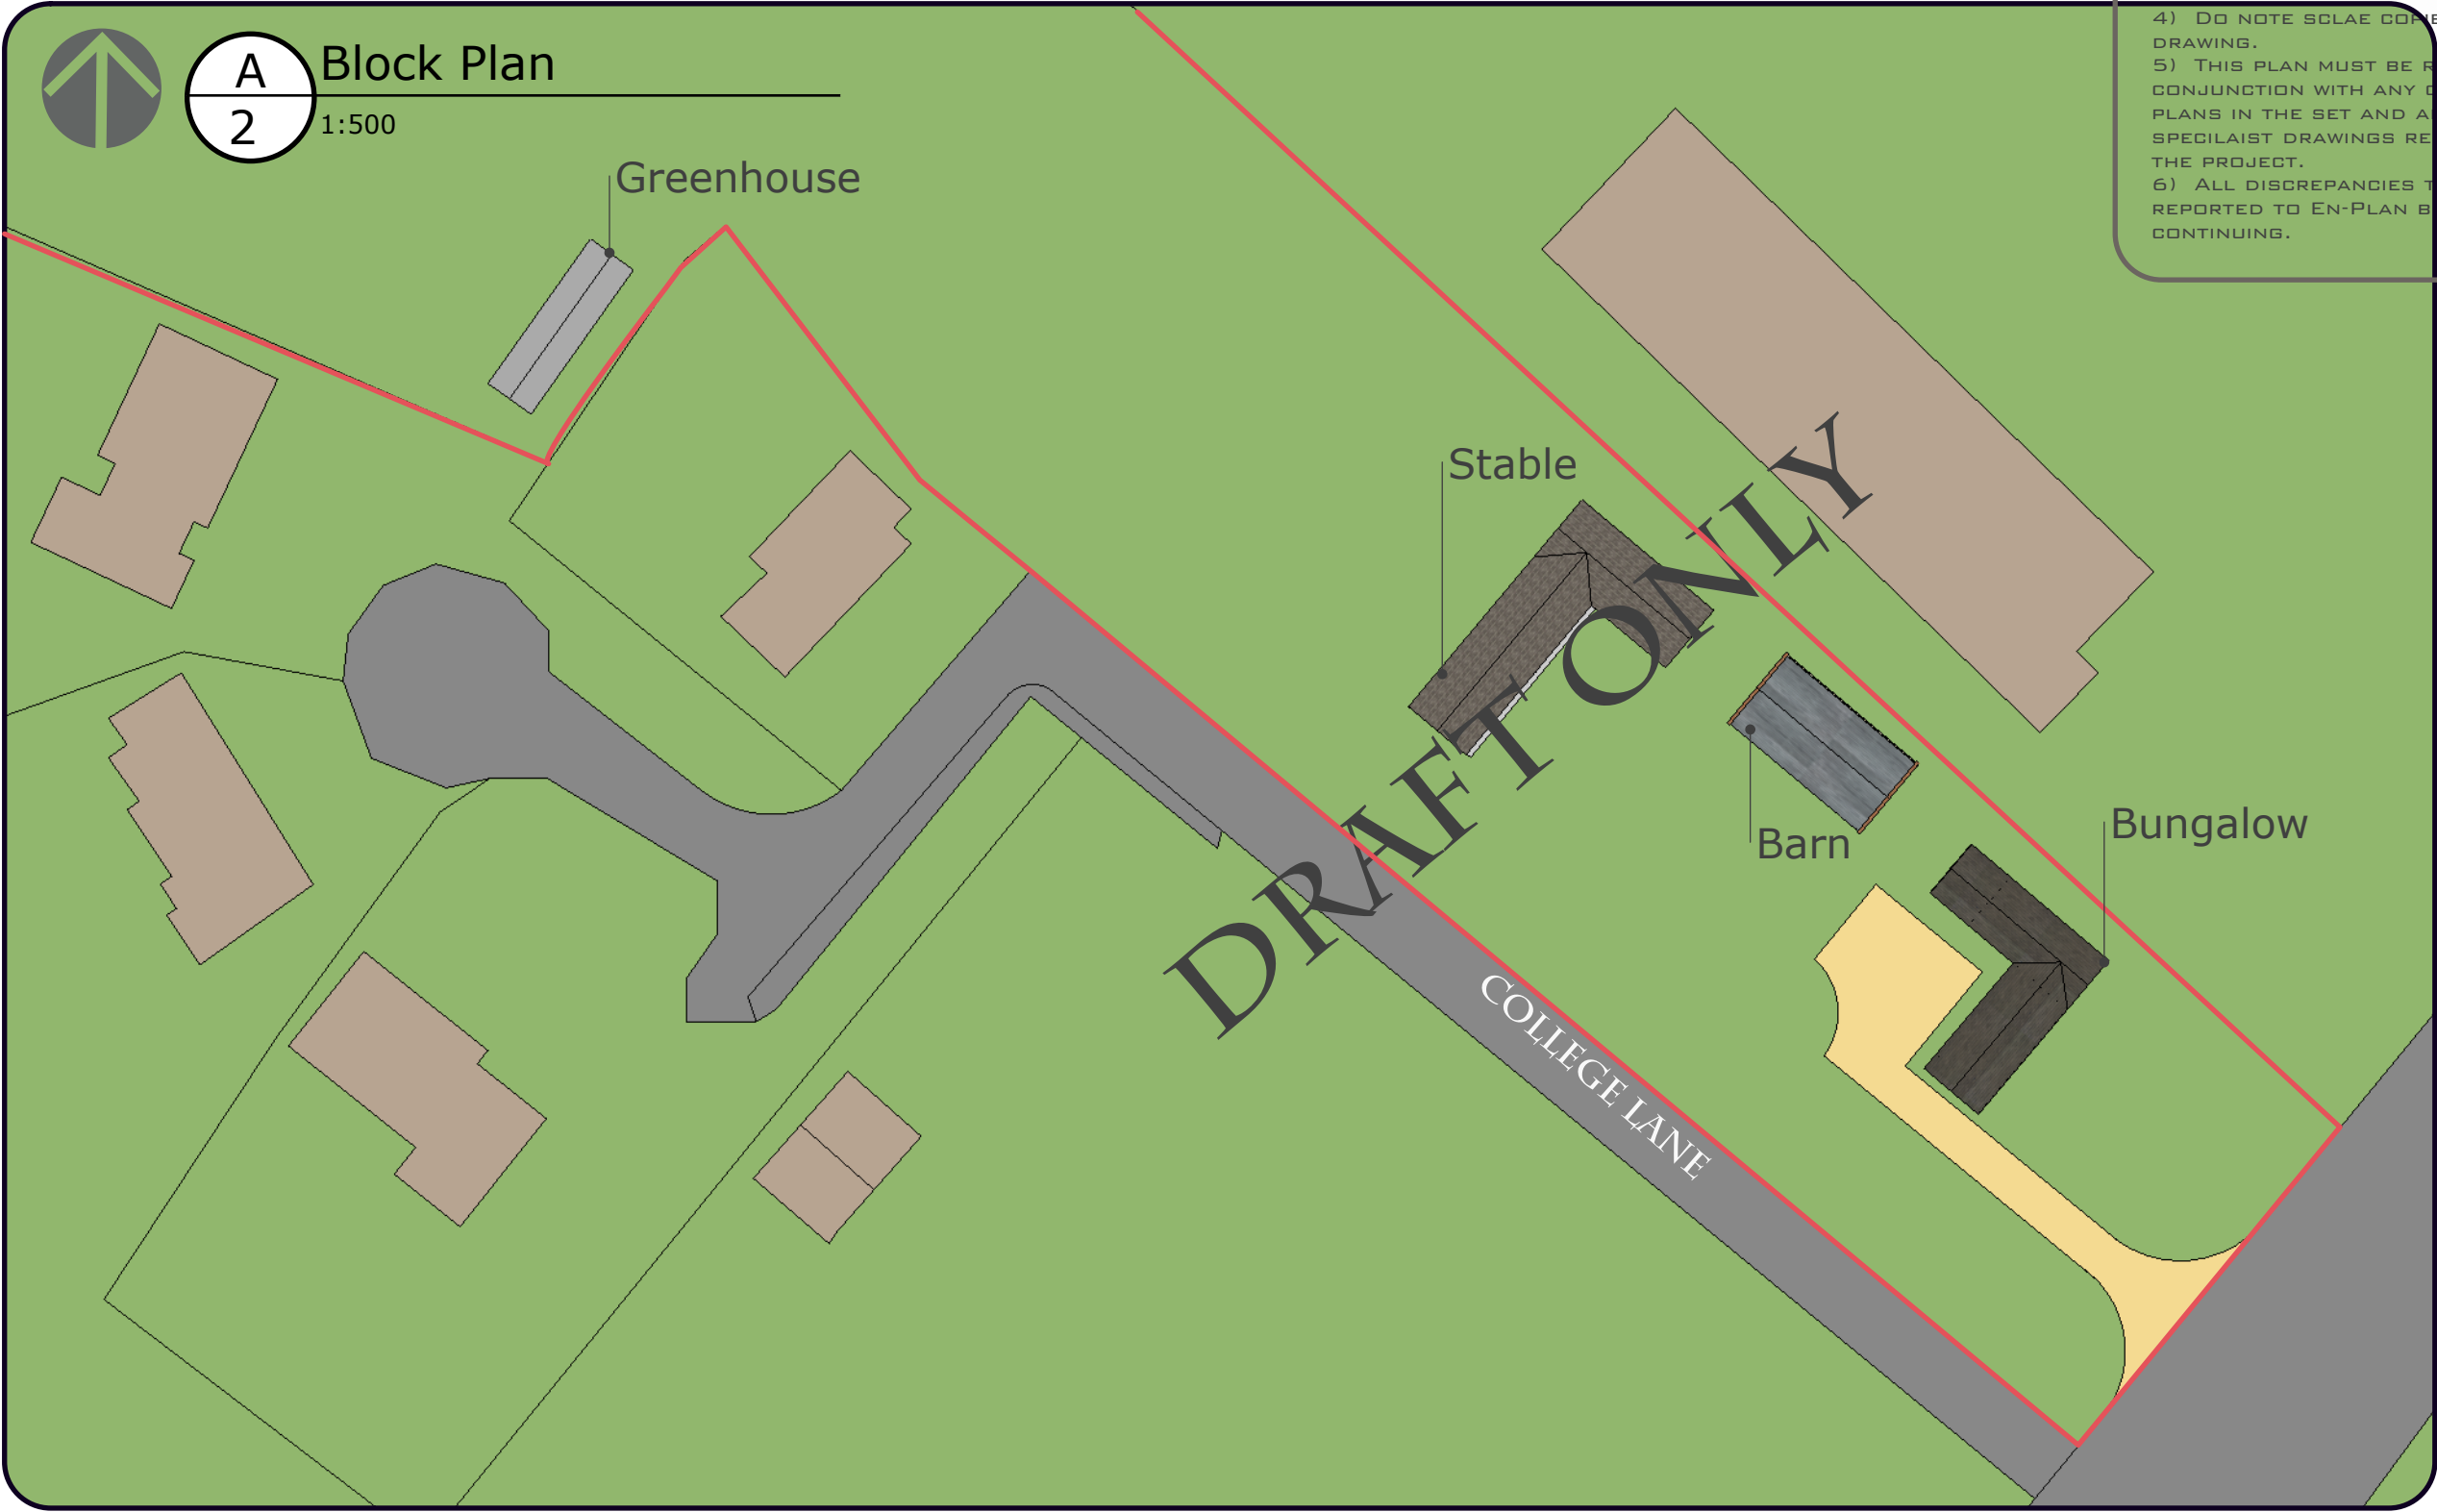 A
2
Block Plan
1:500
4) Do note sclae
drawing.
5) This plan must be
conjunction with any
plans in the set and
specilaist drawings
the project.
6) All discrepancies
reported to En-Plan
continuing.
Greenhouse
Stable
Barn
Bungalow
DRAFT ONLY
COLLEGE LANE